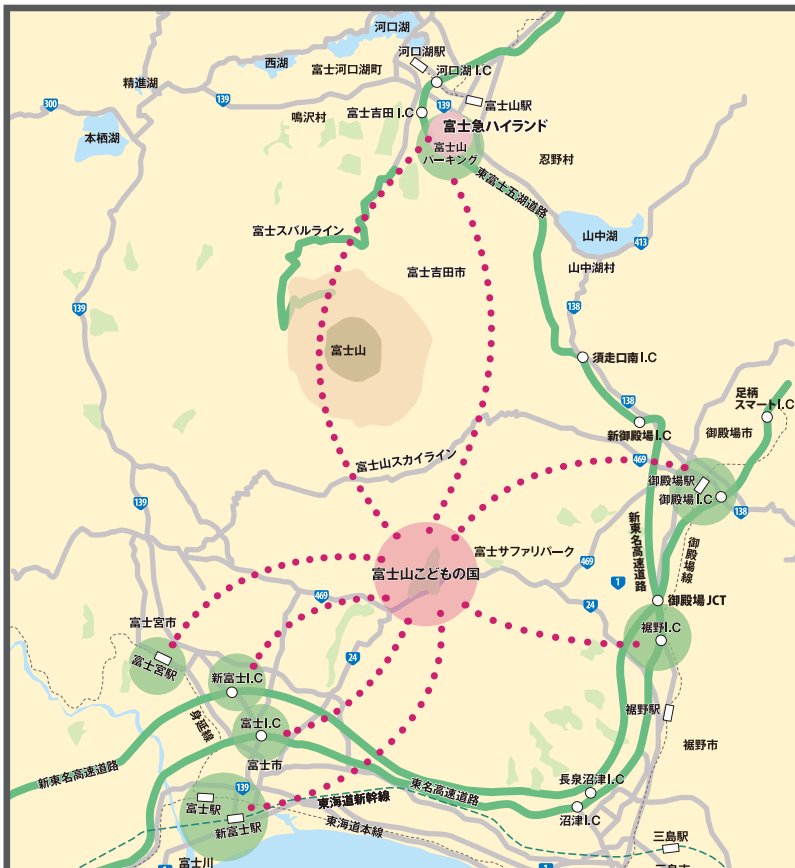 河口湖
河口湖駅
西湖
富士河口湖町
河口湖 I.C
精進湖
139
300
139
富士山駅
鳴沢村
富士吉田 I.C
富士急ハイランド
本栖湖
富士山
パーキング
忍野村
東富士五湖道路
富士スバルライン
山中湖
413
富士吉田市
山中湖村
139
138
富士山
須走口南 I.C
足柄
スマート I.C
138
新御殿場 I.C
御殿場市
富士山スカイライン
469
御殿場駅
御殿場 I.C
139
138
新東名高速道路
御殿場線
富士サファリパーク
469
富士山こどもの国
1
469
24
御殿場 JCT
富士宮市
裾野 I.C
24
富士宮駅
新富士 I.C
裾野駅
身延線
富士 I.C
裾野市
富士市
新東名高速道路
長泉沼津 I.C
139
東名高速道路
東海道新幹線
富士駅
沼津 I.C
新富士駅
東海道本線
三島駅
富士川
1
三島市